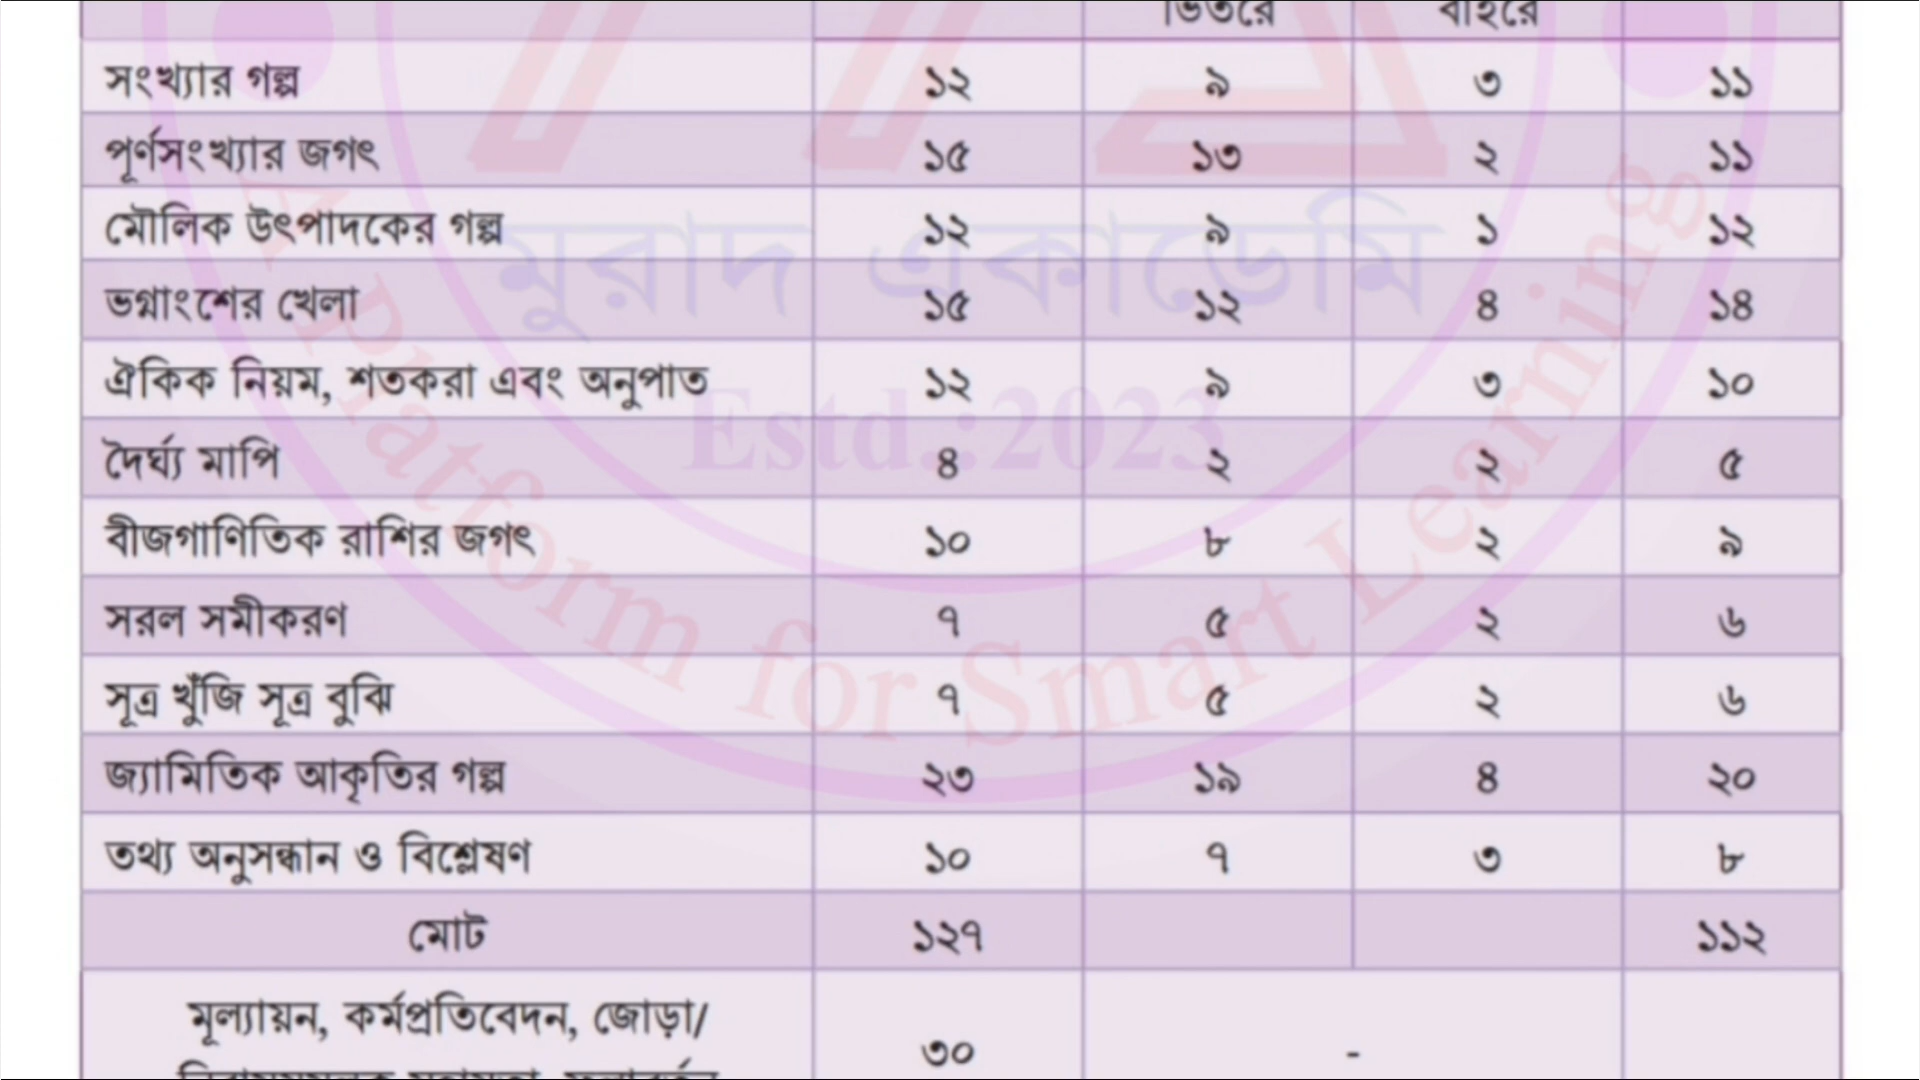 ভিতরে বাইরে
সংখ্যার গল্প ১২ ৯ ৩ ১১
পূর্ণসংখ্যার জগৎ ১৫ ১৩ ২ ১১
মৌলিক উৎপাদকের গল্প ১২ ৯ ১ ১২
ভগ্নাংশের খেলা ১৫ ১২ ৪ ১৪
ঐকিক নিয়ম, শতকরা এবং অনুপাত ১২ ৯ ৩ ১০
দৈর্ঘ্য মাপি ৪ ২ ২ ৫
বীজগাণিতিক রাশির জগৎ ১০ ৮ ২ ৯
সরল সমীকরণ ৭ ৫ ২ ৬
সূত্র খুঁজি সূত্র বুঝি ৭ ৫ ২ ৬
জ্যামিতিক আকৃতির গল্প ২৩ ১৯ ৪ ২০
তথ্য অনুসন্ধান ও বিশ্লেষণ ১০ ৭ ৩ ৮
মোট ১২৭ ১১২
মূল্যায়ন, কর্মপ্রতিবেদন, জোড়া/
৩০ -
মুরাদ একাডেমি
Estd.:2023
A Platform for Smart Learning